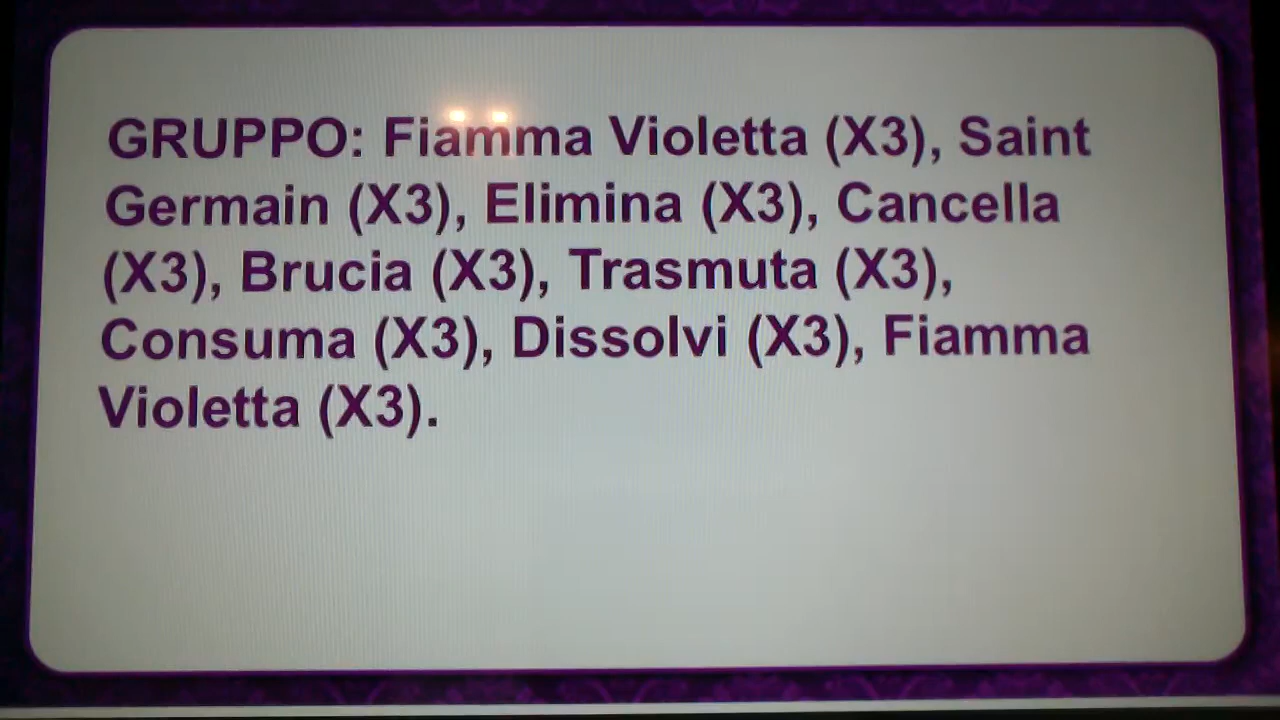 GRUPPO: Fiamma Violetta (X3), Saint
Germain (X3), Elimina (X3), Cancella
(X3), Brucia (X3), Trasmuta (X3),
Consuma (X3), Dissolvi (X3), Fiamma
Violetta (X3).